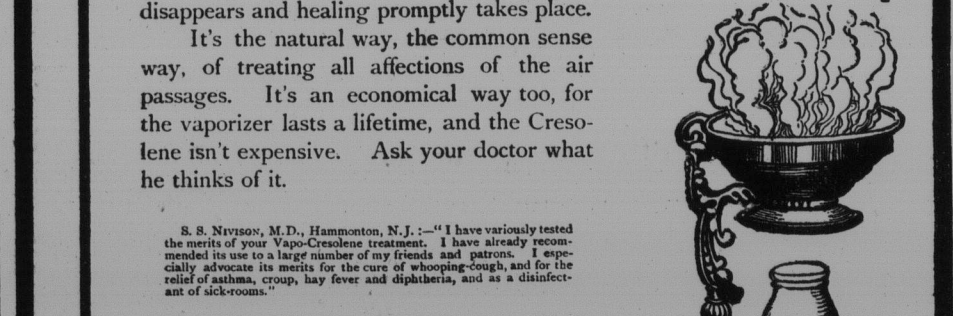 disappears and healing promptly takes place.
It's the natural way, the common sense
way, of treating all affections of the air
passages. It's an economical way too, for
the vaporizer lasts a lifetime, and the Creso-
lene isn't expensive. Ask your doctor what
he thinks of it.
S. S. NIVISON, M.D., Hammonton, N.J. :—" I have variously tested
the merits of your Vapo-Cresolene treatment. I have already recom-
mended its use to a large number of my friends and patrons. I espe-
cially advocate its merits for the cure of whooping-cough, and for the
relief of asthma, croup, hay fever and diphtheria, and as a disinfect-
ant of sick-rooms."